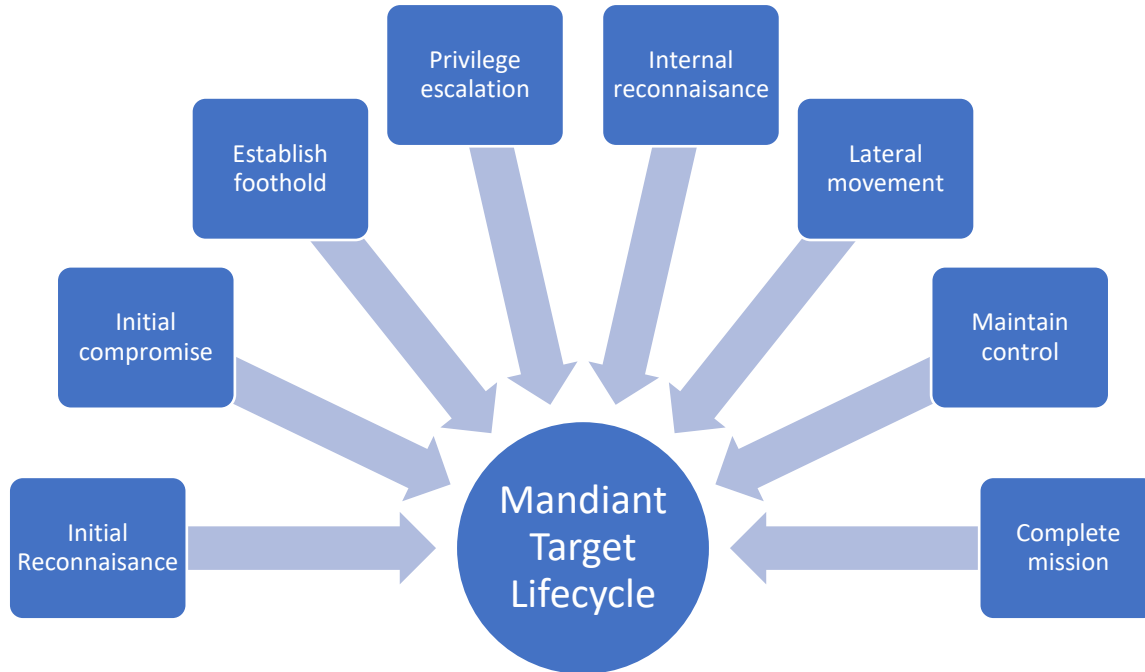 Privilege
escalation
Internal
reconnaisance
Establish
foothold
Lateral
movement
Initial
compromise
Maintain
control
Initial
Reconnaisance
Mandiant
Target
Lifecycle
Complete
mission